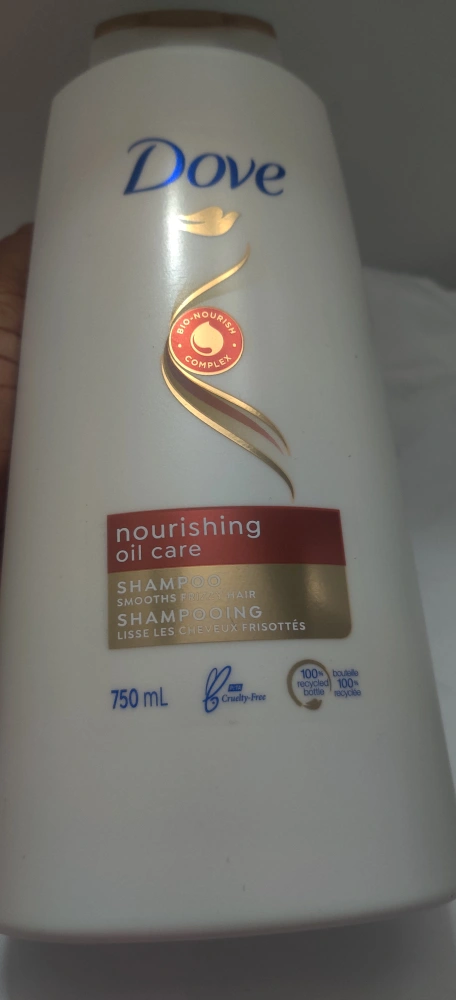 Dove
BIO-NOURISH
COMPLEX
nourishing
oil care
SHAMPOO
SMOOTHS HAIR
SHAMPOOING
LISSE LES CHEVEUX FRISOTTÉS
750 mL
Cruelty-Free
100%
recycled
bottle
bouteille
100%
recyclée